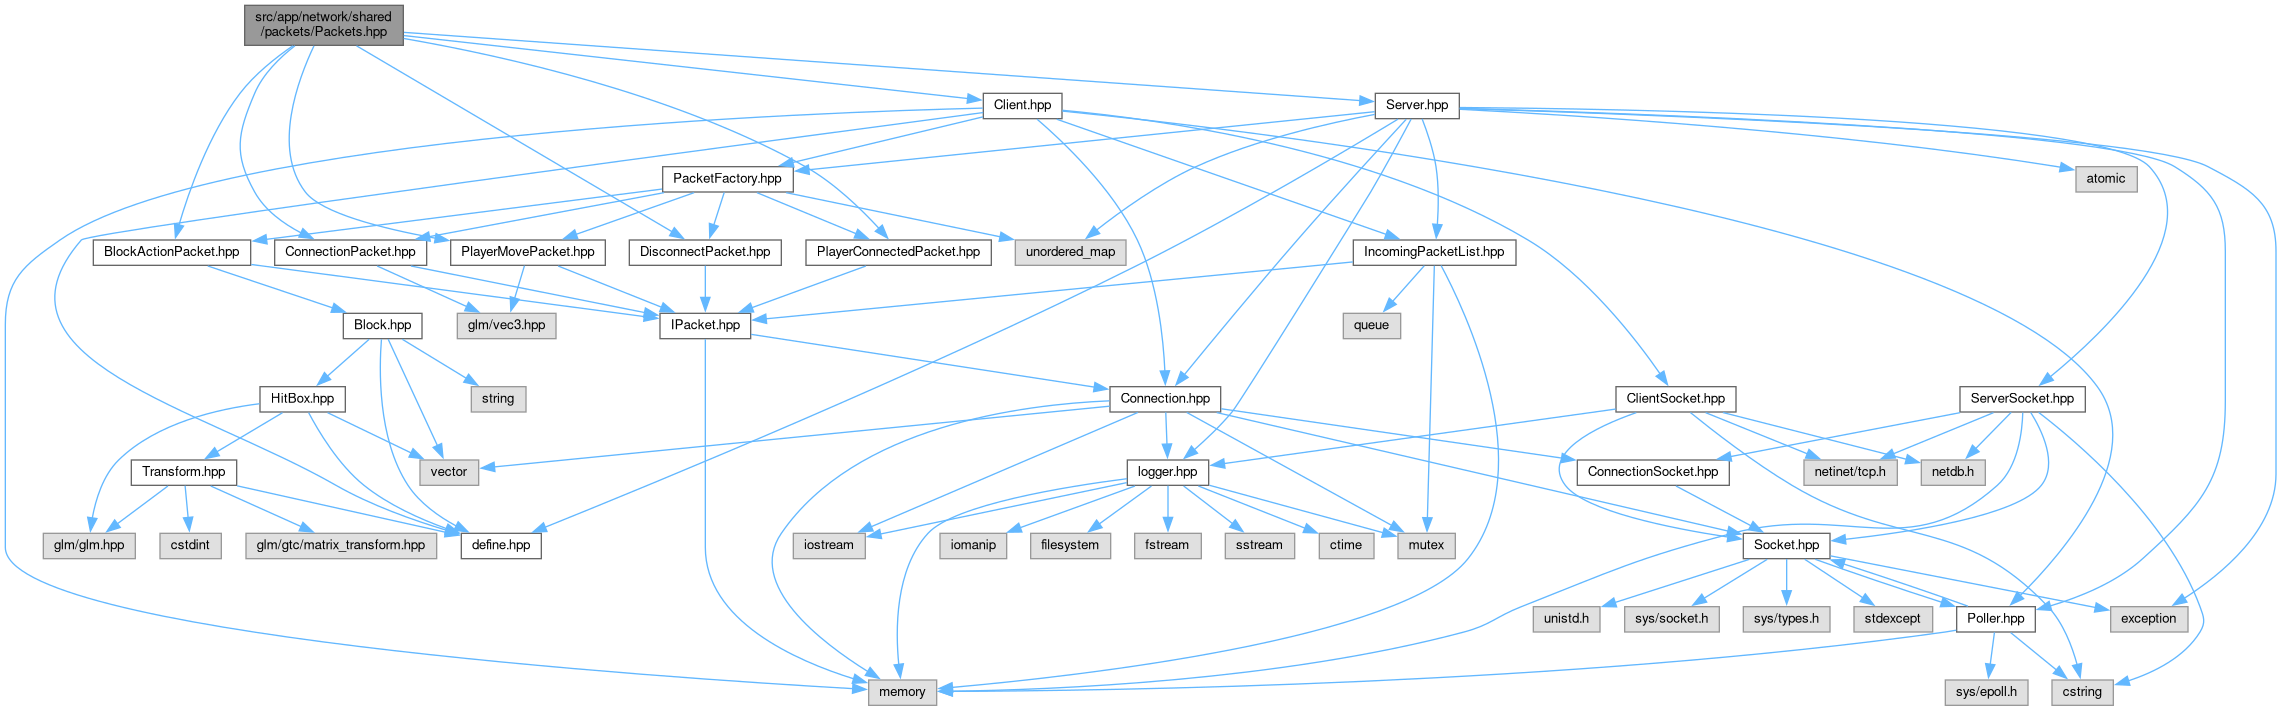 src/app/network/shared
/packets/Packets.hpp
Client.hpp
Server.hpp
PacketFactory.hpp
atomic
BlockActionPacket.hpp
ConnectionPacket.hpp
PlayerMovePacket.hpp
DisconnectPacket.hpp
PlayerConnectedPacket.hpp
unordered_map
IncomingPacketList.hpp
Block.hpp
glm/vec3.hpp
IPacket.hpp
queue
HitBox.hpp
string
Connection.hpp
ClientSocket.hpp
ServerSocket.hpp
Transform.hpp
vector
logger.hpp
ConnectionSocket.hpp
netinet/tcp.h
netdb.h
glm/glm.hpp
cstdint
glm/gtc/matrix_transform.hpp
define.hpp
iostream
iomanip
filesystem
fstream
sstream
ctime
mutex
Socket.hpp
unistd.h
sys/socket.h
sys/types.h
stdexcept
Poller.hpp
exception
memory
sys/epoll.h
cstring